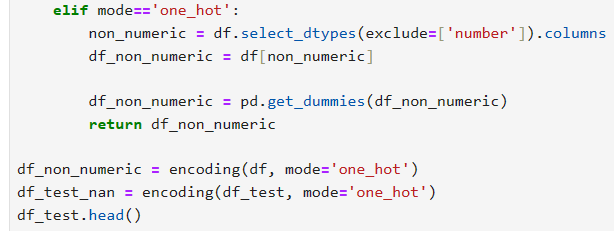 elif mode=='one_hot':
non_numeric = df.select_dtypes(exclude=['number']).columns
df_non_numeric = df[non_numeric]
df_non_numeric = pd.get_dummies(df_non_numeric)
return df_non_numeric
df_non_numeric = encoding(df, mode='one_hot')
df_test_nan = encoding(df_test, mode='one_hot')
df_test.head()